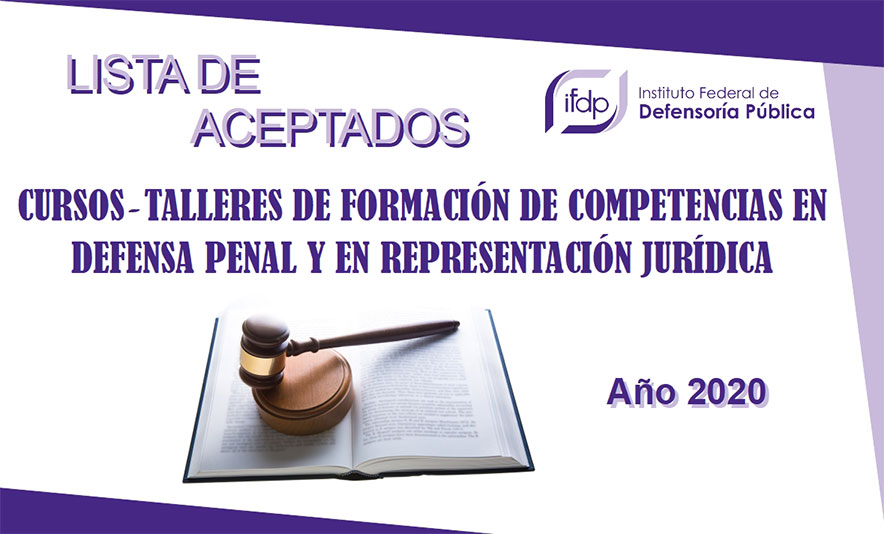 LISTA DE
ACEPTADOS
ifdp
Instituto Federal de
Defensoría Pública
CURSOS-TALLERES DE FORMACIÓN DE COMPETENCIAS EN
DEFENSA PENAL Y EN REPRESENTACIÓN JURÍDICA
Año 2020